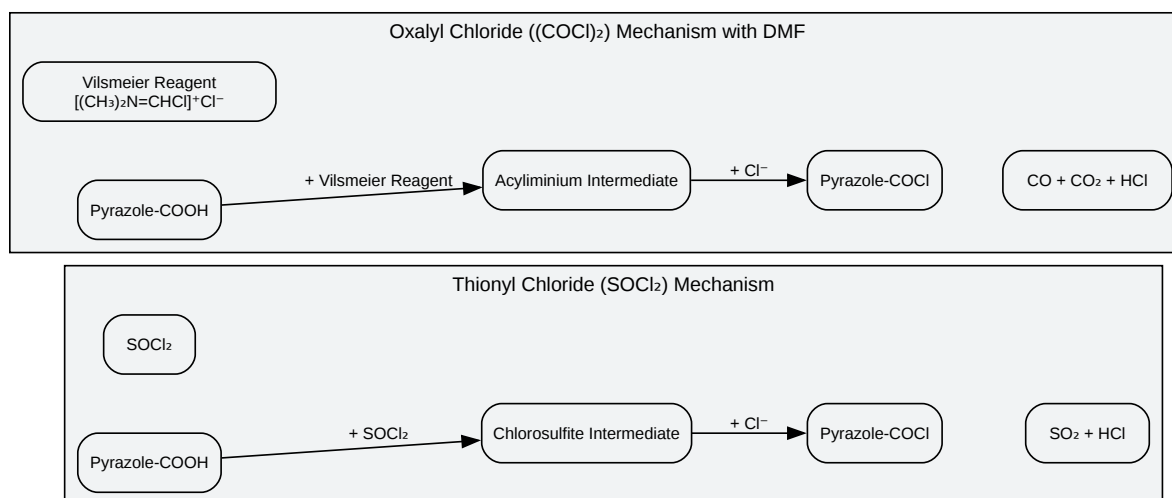 Oxalyl Chloride ((COCl)₂) Mechanism with DMF
Vilsmeier Reagent
[(CH₃)₂N=CHCl]⁺Cl⁻
Pyrazole-COOH
+ Vilsmeier Reagent
Acyliminium Intermediate
+ Cl⁻
Pyrazole-COCl
CO + CO₂ + HCl
Thionyl Chloride (SOCl₂) Mechanism
SOCl₂
Pyrazole-COOH
+ SOCl₂
Chlorosulfite Intermediate
+ Cl⁻
Pyrazole-COCl
SO₂ + HCl